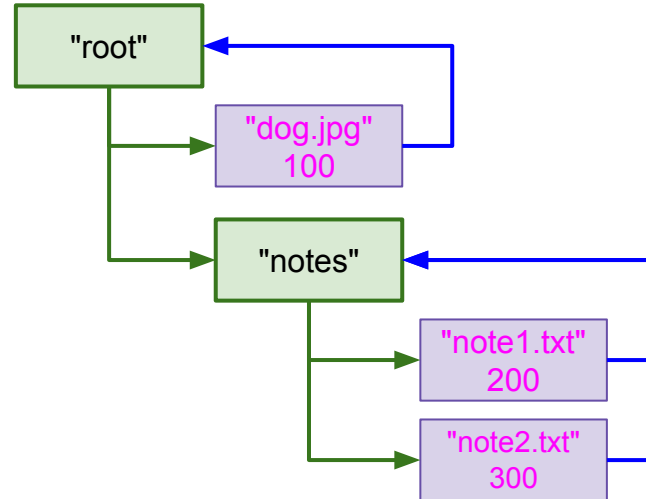 "root"
"dog.jpg"
100
"notes"
"note1.txt"
200
"note2.txt"
300